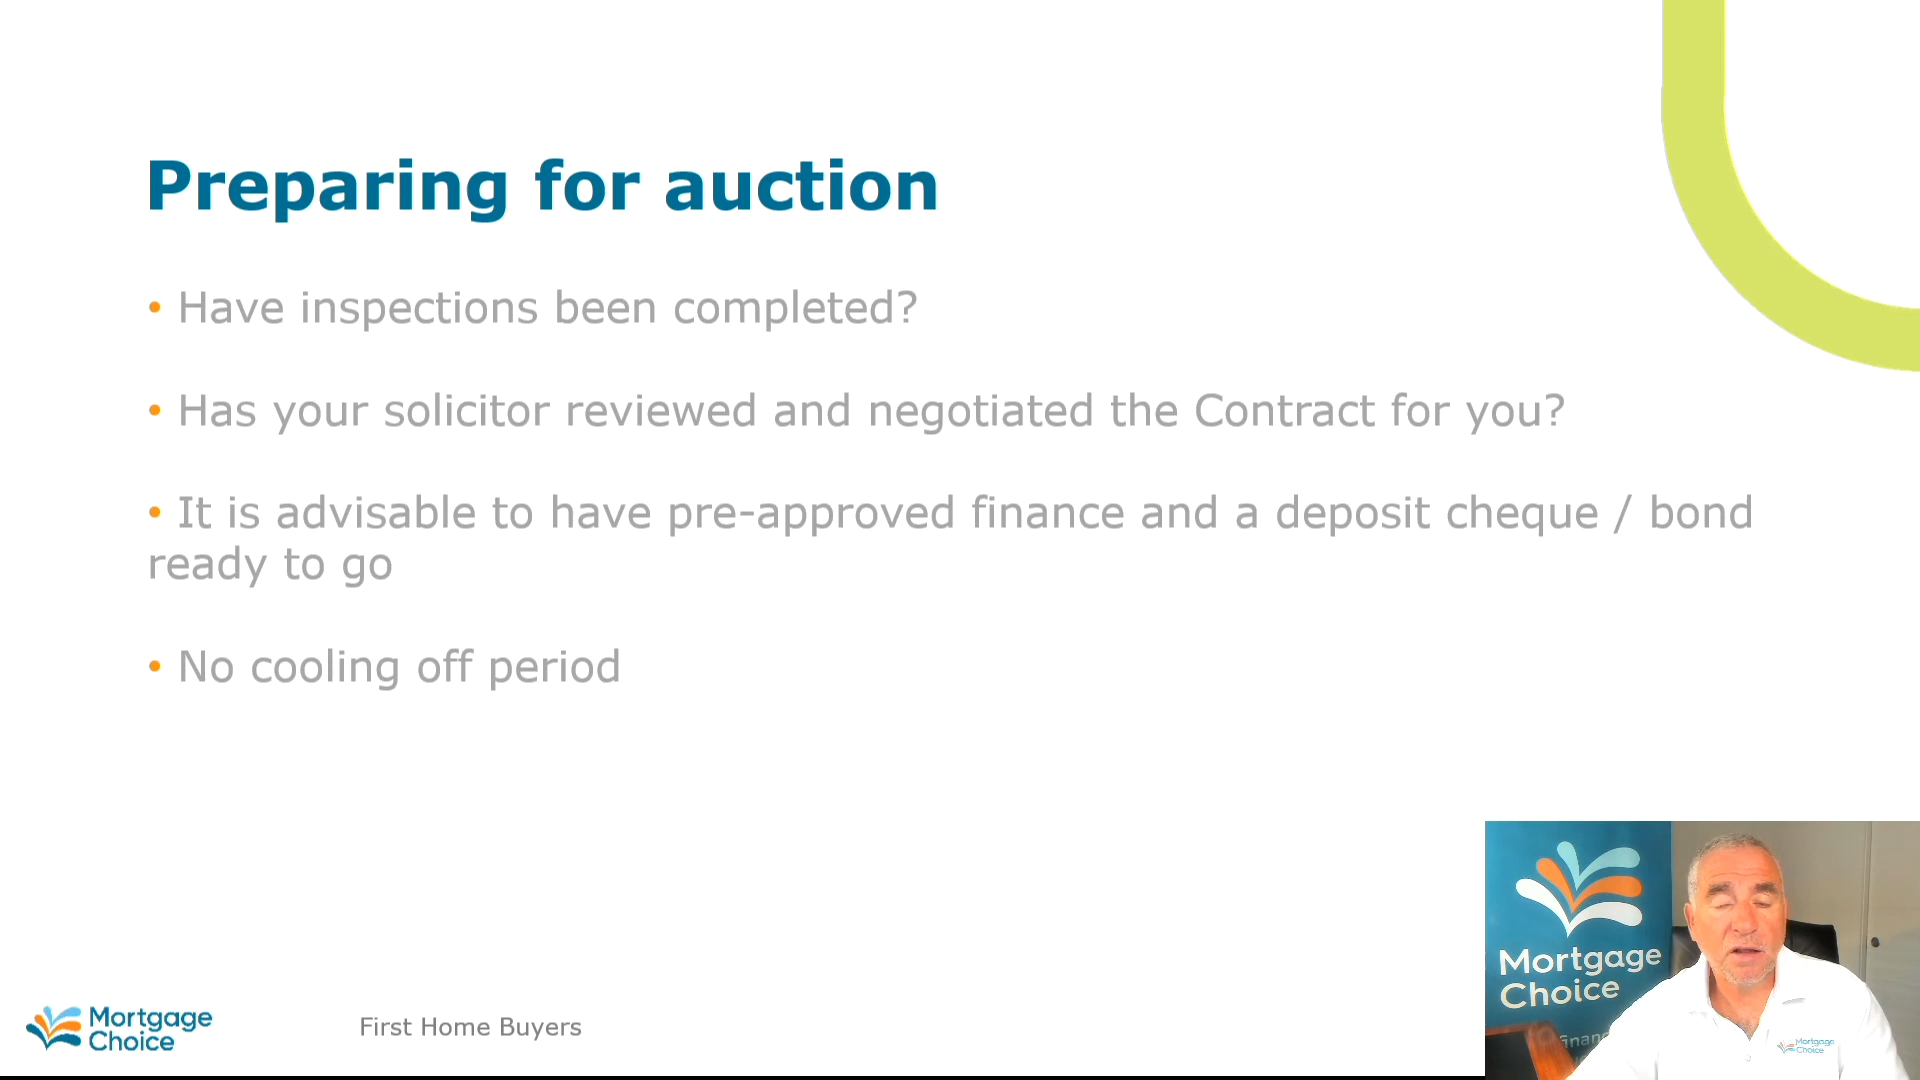 Preparing for auction
• Have inspections been completed?
• Has your solicitor reviewed and negotiated the Contract for you?
• It is advisable to have pre-approved finance and a deposit cheque / bond
ready to go
• No cooling off period
Mortgage
Choice
First Home Buyers
Mortgage
Choice
Mortgage
Choice